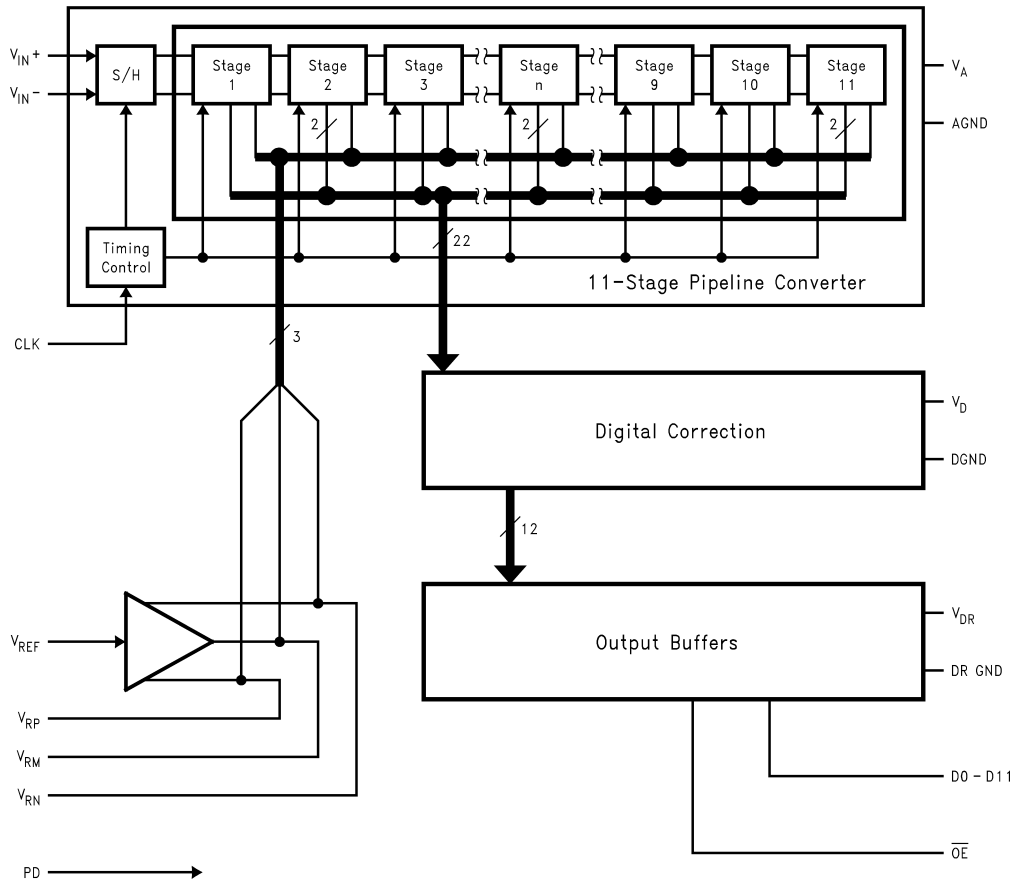 V_IN+
V_IN-
S/H
Stage 1
Stage 2
Stage 3
Stage n
Stage 9
Stage 10
Stage 11
2
2
2
V_A
AGND
Timing Control
22
11-Stage Pipeline Converter
CLK
3
Digital Correction
V_D
DGND
12
V_REF
Output Buffers
V_DR
DR GND
V_RP
V_RM
V_RN
D0 - D11
O̅E̅
PD